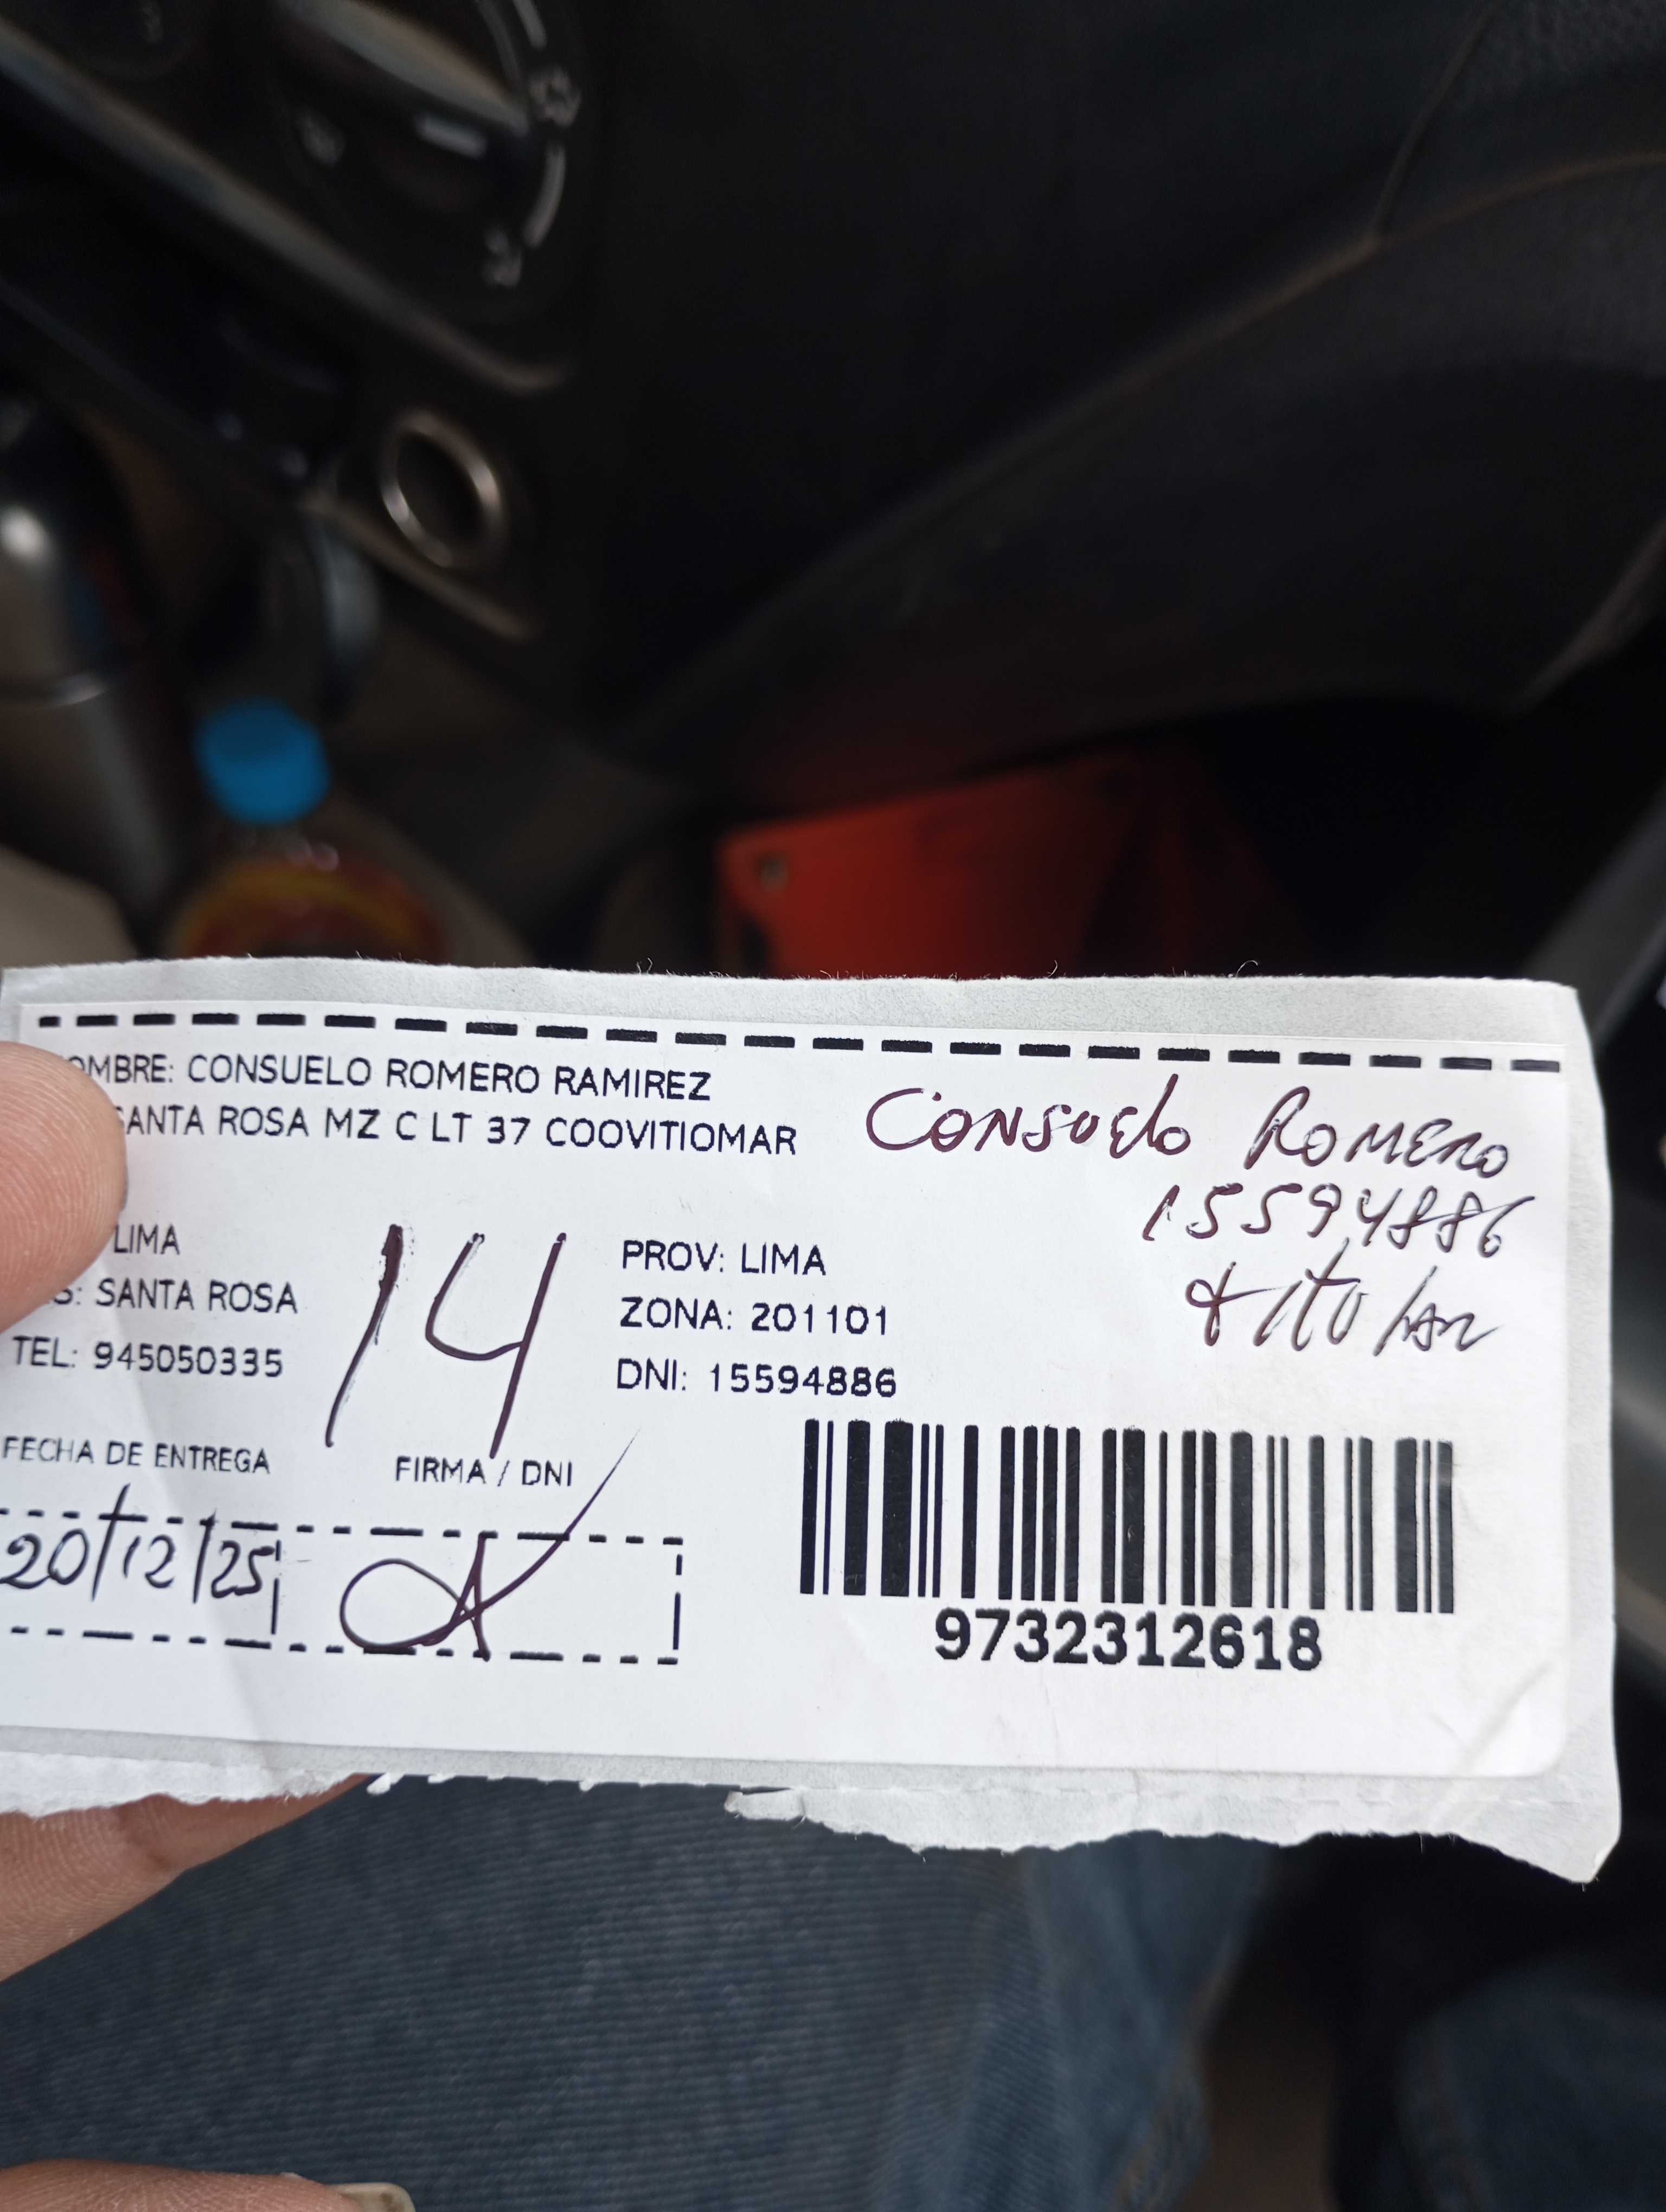 OMBRE: CONSUELO ROMERO RAMIREZ
SANTA ROSA MZ C LT 37 COOVITIOMAR
Consuelo Romero
15594886
titular
LIMA
PROV: LIMA
S: SANTA ROSA
ZONA: 201101
TEL: 945050335
DNI: 15594886
14
FECHA DE ENTREGA
FIRMA / DNI
20/12/25
9732312618